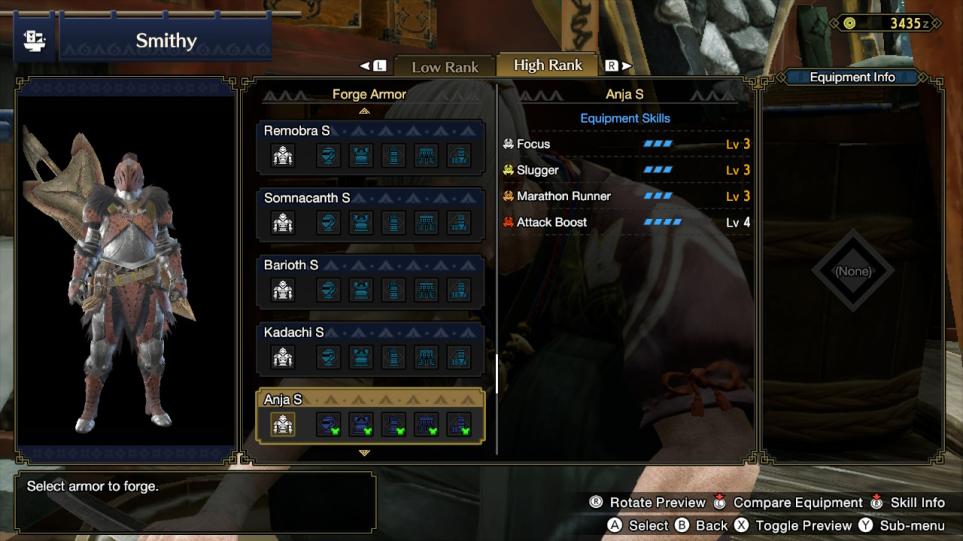 Smithy
3435z
L
Low Rank
High Rank
R
Equipment Info
Forge Armor
Remobra S
Somnacanth S
Barioth S
Kadachi S
Anja S
Anja S
Equipment Skills
Focus Lv 3
Slugger Lv 3
Marathon Runner Lv 3
Attack Boost Lv 4
(None)
Select armor to forge.
R Rotate Preview Compare Equipment Skill Info
A Select B Back X Toggle Preview Y Sub-menu